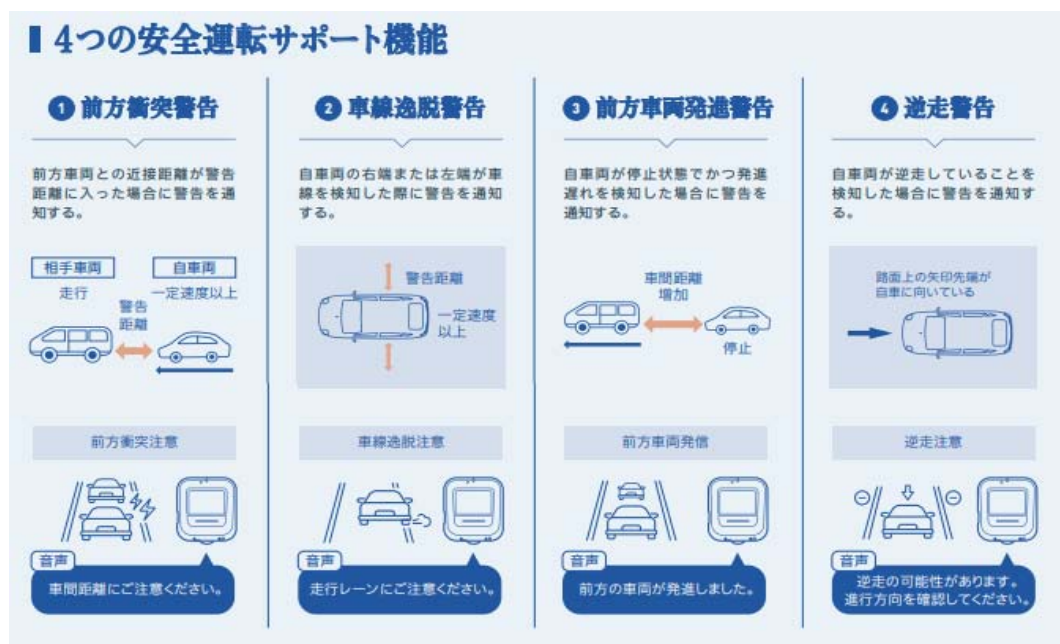 4つの安全運転サポート機能
1 前方衝突警告
前方車両との近接距離が警告
距離に入った場合に警告を通
知する。
相手車両
自車両
走行
一定速度以上
警告
距離
前方衝突注意
音声
車間距離にご注意ください。
2 車線逸脱警告
自車両の右端または左端が車
線を検知した際に警告を通知
する。
警告距離
一定速度
以上
車線逸脱注意
音声
走行レーンにご注意ください。
3 前方車両発進警告
自車両が停止状態でかつ発進
遅れを検知した場合に警告を
通知する。
車間距離
増加
停止
前方車両発信
音声
前方の車両が発進しました。
4 逆走警告
自車両が逆走していることを
検知した場合に警告を通知す
る。
路面上の矢印先端が
自車に向いている
逆走注意
音声
逆走の可能性があります。
進行方向を確認してください。